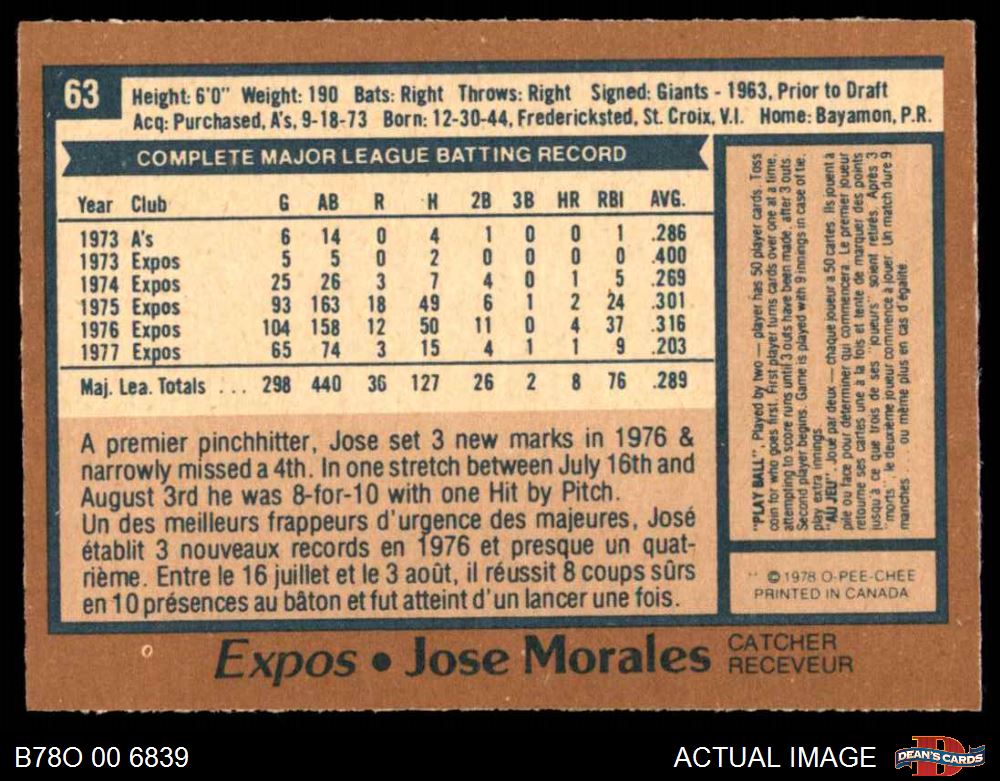 63
Height: 6'0" Weight: 190 Bats: Right Throws: Right Signed: Giants - 1963, Prior to Draft
Acq: Purchased, A's, 9-18-73 Born: 12-30-44, Fredericksted, St. Croix, V.I. Home: Bayamon, P.R.
COMPLETE MAJOR LEAGUE BATTING RECORD
Year Club G AB R H 2B 3B HR RBI AVG.
1973 A's 6 14 0 4 1 0 0 1 .286
1973 Expos 5 5 0 2 0 0 0 0 .400
1974 Expos 25 26 3 7 4 0 1 5 .269
1975 Expos 93 163 18 49 6 1 2 24 .301
1976 Expos 104 158 12 50 11 0 4 37 .316
1977 Expos 65 74 3 15 4 1 1 9 .203
Maj. Lea. Totals ... 298 440 36 127 26 2 8 76 .289
A premier pinchhitter, Jose set 3 new marks in 1976 &
narrowly missed a 4th. In one stretch between July 16th and
August 3rd he was 8-for-10 with one Hit by Pitch.
Un des meilleurs frappeurs d'urgence des majeures, José
établit 3 nouveaux records en 1976 et presque un quat-
rième. Entre le 16 juillet et le 3 août, il réussit 8 coups sûrs
en 10 présences au bâton et fut atteint d'un lancer une fois.
"PLAY BALL", Played by two — player has 50 player cards. Toss
coin for who goes first. First player turns cards over one at a time,
attempting to score runs until 3 outs have been made, after 3 outs.
Second player begins. Game is played with 9 innings in case of tie.
play extra innings.
"AU JEU". Joué par deux — chaque joueur a 50 cartes. Ils jouent à
pile ou face pour déterminer qui commencera. Le premier joueur
retourne ses cartes une à la fois et tente de marquer des points
jusqu'à ce que trois de ses "joueurs" soient retirés. Après 3
"morts", le deuxième joueur commence à jouer. Un match dure 9
manches ... ou même plus en cas d'égalité.
** © 1978 O-PEE-CHEE
PRINTED IN CANADA
Expos • Jose Morales CATCHER
RECEVEUR
B78O 00 6839
ACTUAL IMAGE
DEAN'S CARDS